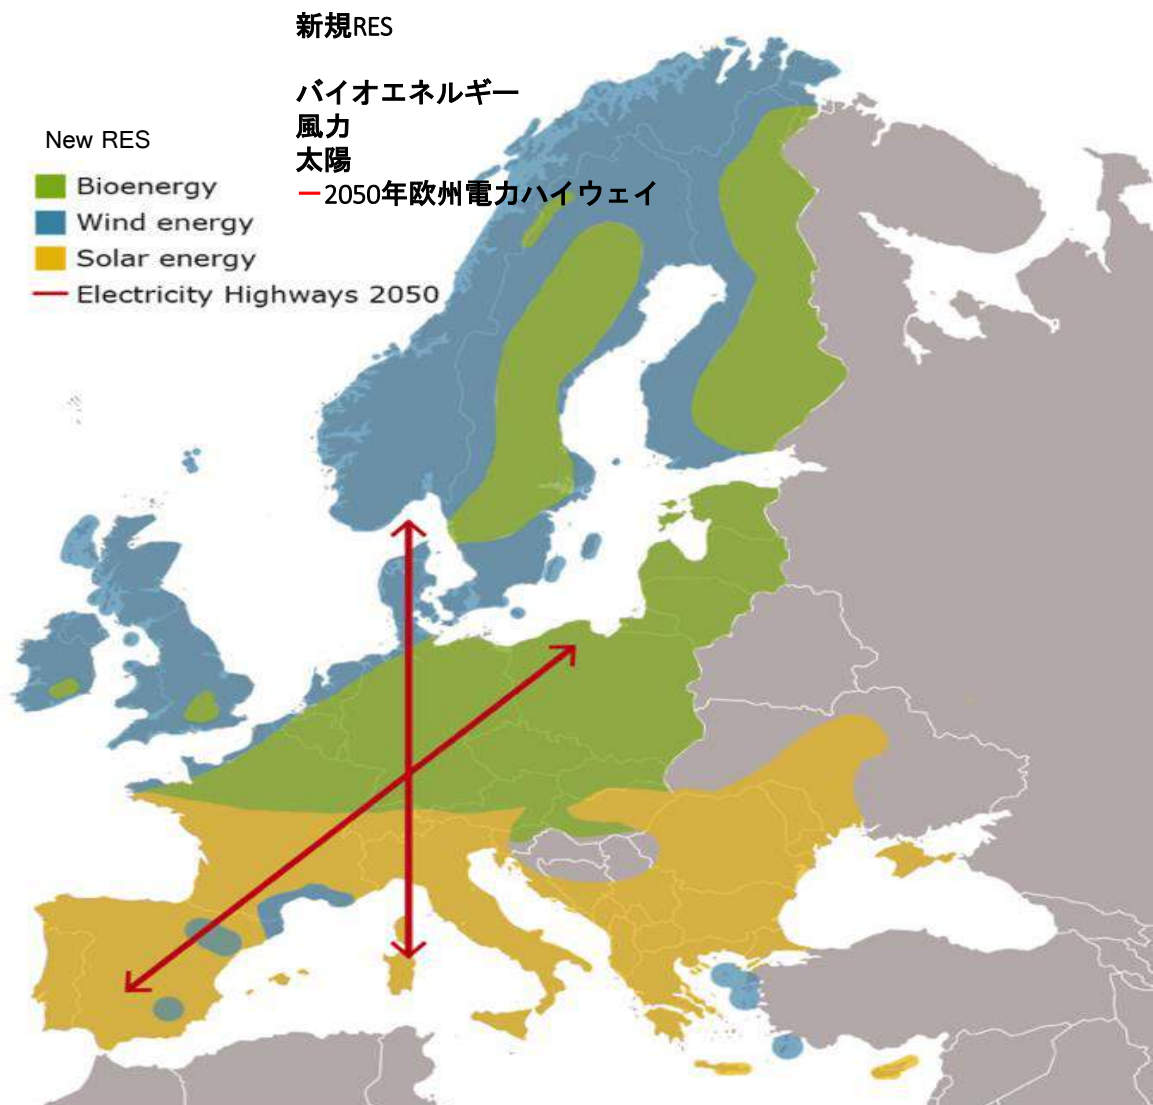 新規RES
バイオエネルギー
風力
太陽
ー2050年欧州電力ハイウェイ
New RES
Bioenergy
Wind energy
Solar energy
Electricity Highways 2050